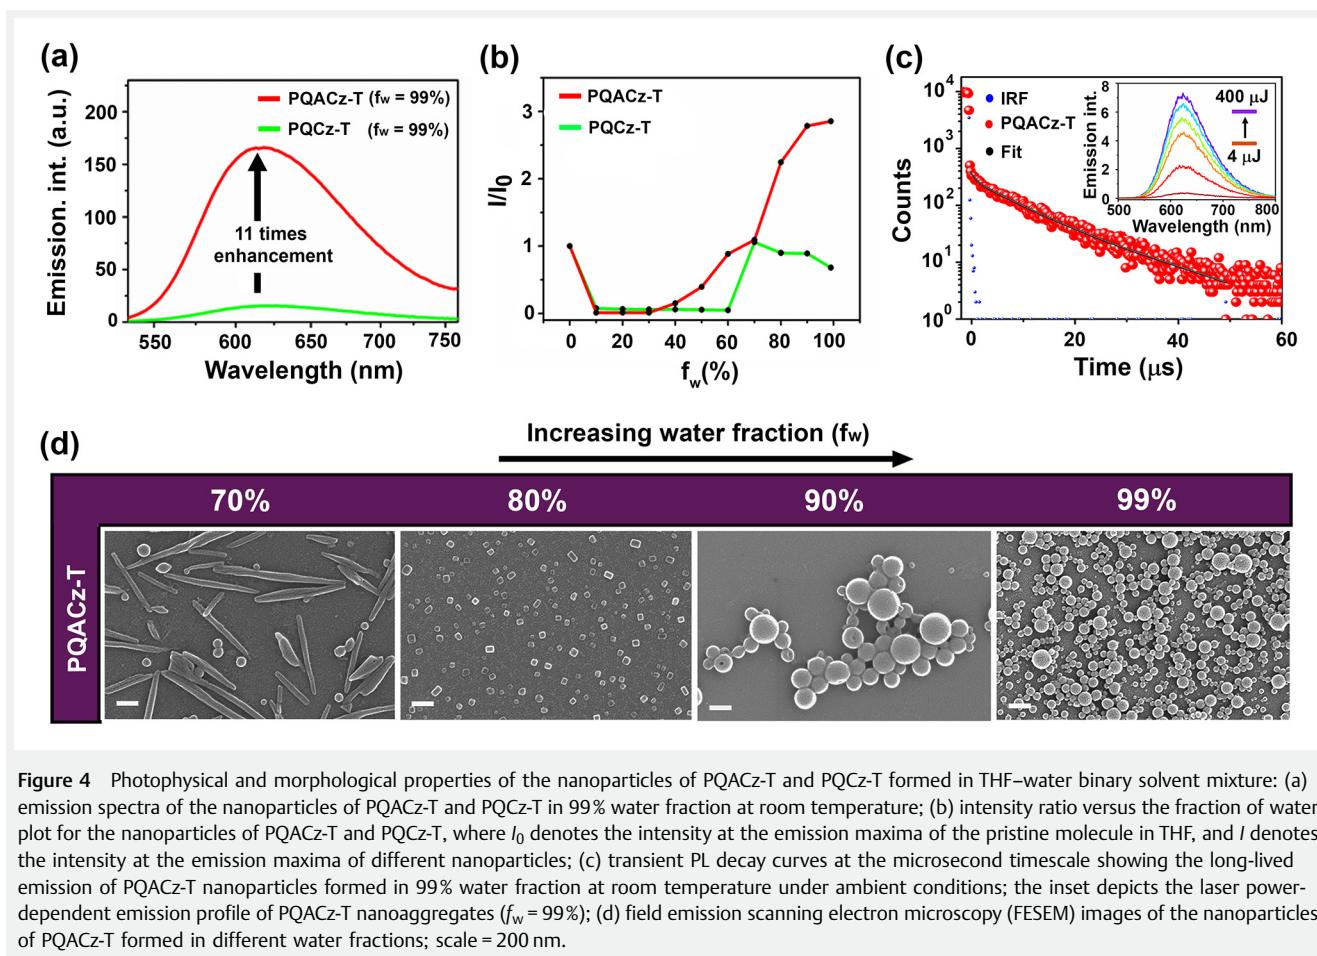 (a)
Emission. int. (a.u.)
200
150
100
50
0
PQACz-T (fw = 99%)
PQCz-T (fw = 99%)
11 times
enhancement
550 600 650 700 750
Wavelength (nm)
(b)
I/I0
3
2
1
0
PQACz-T
PQCz-T
0 20 40 60 80 100
fw(%)
(c)
Counts
10^4
10^3
10^2
10^1
10^0
IRF
PQACz-T
Fit
Emission int.
8
6
4
2
0
400 μJ
4 μJ
500 600 700 800
Wavelength (nm)
0 20 40 60
Time (μs)
(d)
Increasing water fraction (fw)
70% 80% 90% 99%
PQACz-T
Figure 4 Photophysical and morphological properties of the nanoparticles of PQACz-T and PQCz-T formed in THF–water binary solvent mixture: (a)
emission spectra of the nanoparticles of PQACz-T and PQCz-T in 99% water fraction at room temperature; (b) intensity ratio versus the fraction of water
plot for the nanoparticles of PQACz-T and PQCz-T, where I0 denotes the intensity at the emission maxima of the pristine molecule in THF, and I denotes
the intensity at the emission maxima of different nanoparticles; (c) transient PL decay curves at the microsecond timescale showing the long-lived
emission of PQACz-T nanoparticles formed in 99% water fraction at room temperature under ambient conditions; the inset depicts the laser power-
dependent emission profile of PQACz-T nanoaggregates (fw = 99%); (d) field emission scanning electron microscopy (FESEM) images of the nanoparticles
of PQACz-T formed in different water fractions; scale = 200 nm.